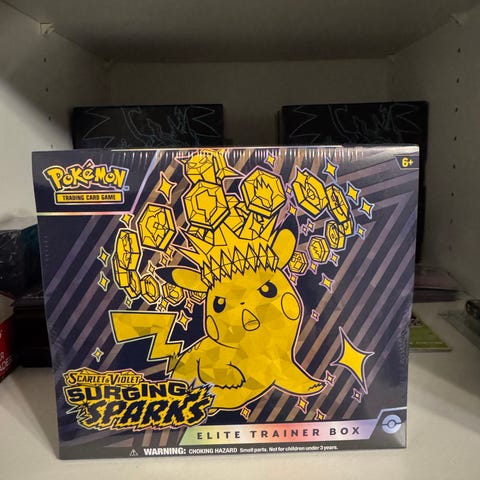 POKéMON
TRADING CARD GAME
6+
SCARLET & VIOLET
SURGING
SPARKS
ELITE TRAINER BOX
WARNING: CHOKING HAZARD Small parts. Not for children under 3 years.